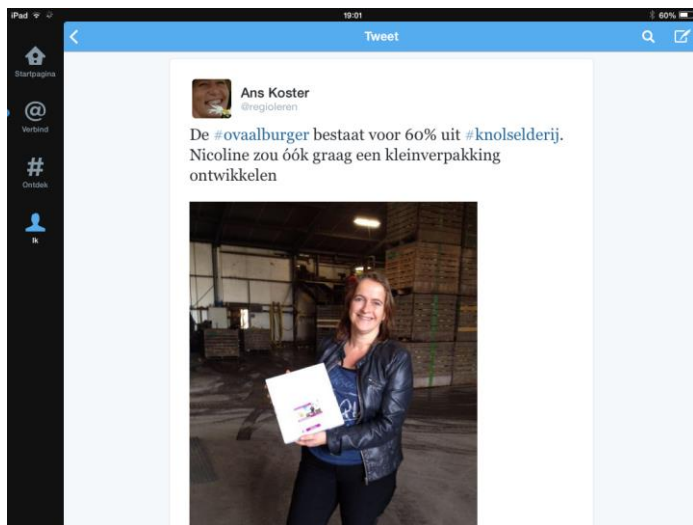 iPad 19:01 60%
Tweet
Startpagina
Verbind
Ontdek
Ik
Ans Koster
@regioleren
De #ovaalburger bestaat voor 60% uit #knolselderij.
Nicoline zou óók graag een kleinverpakking
ontwikkelen